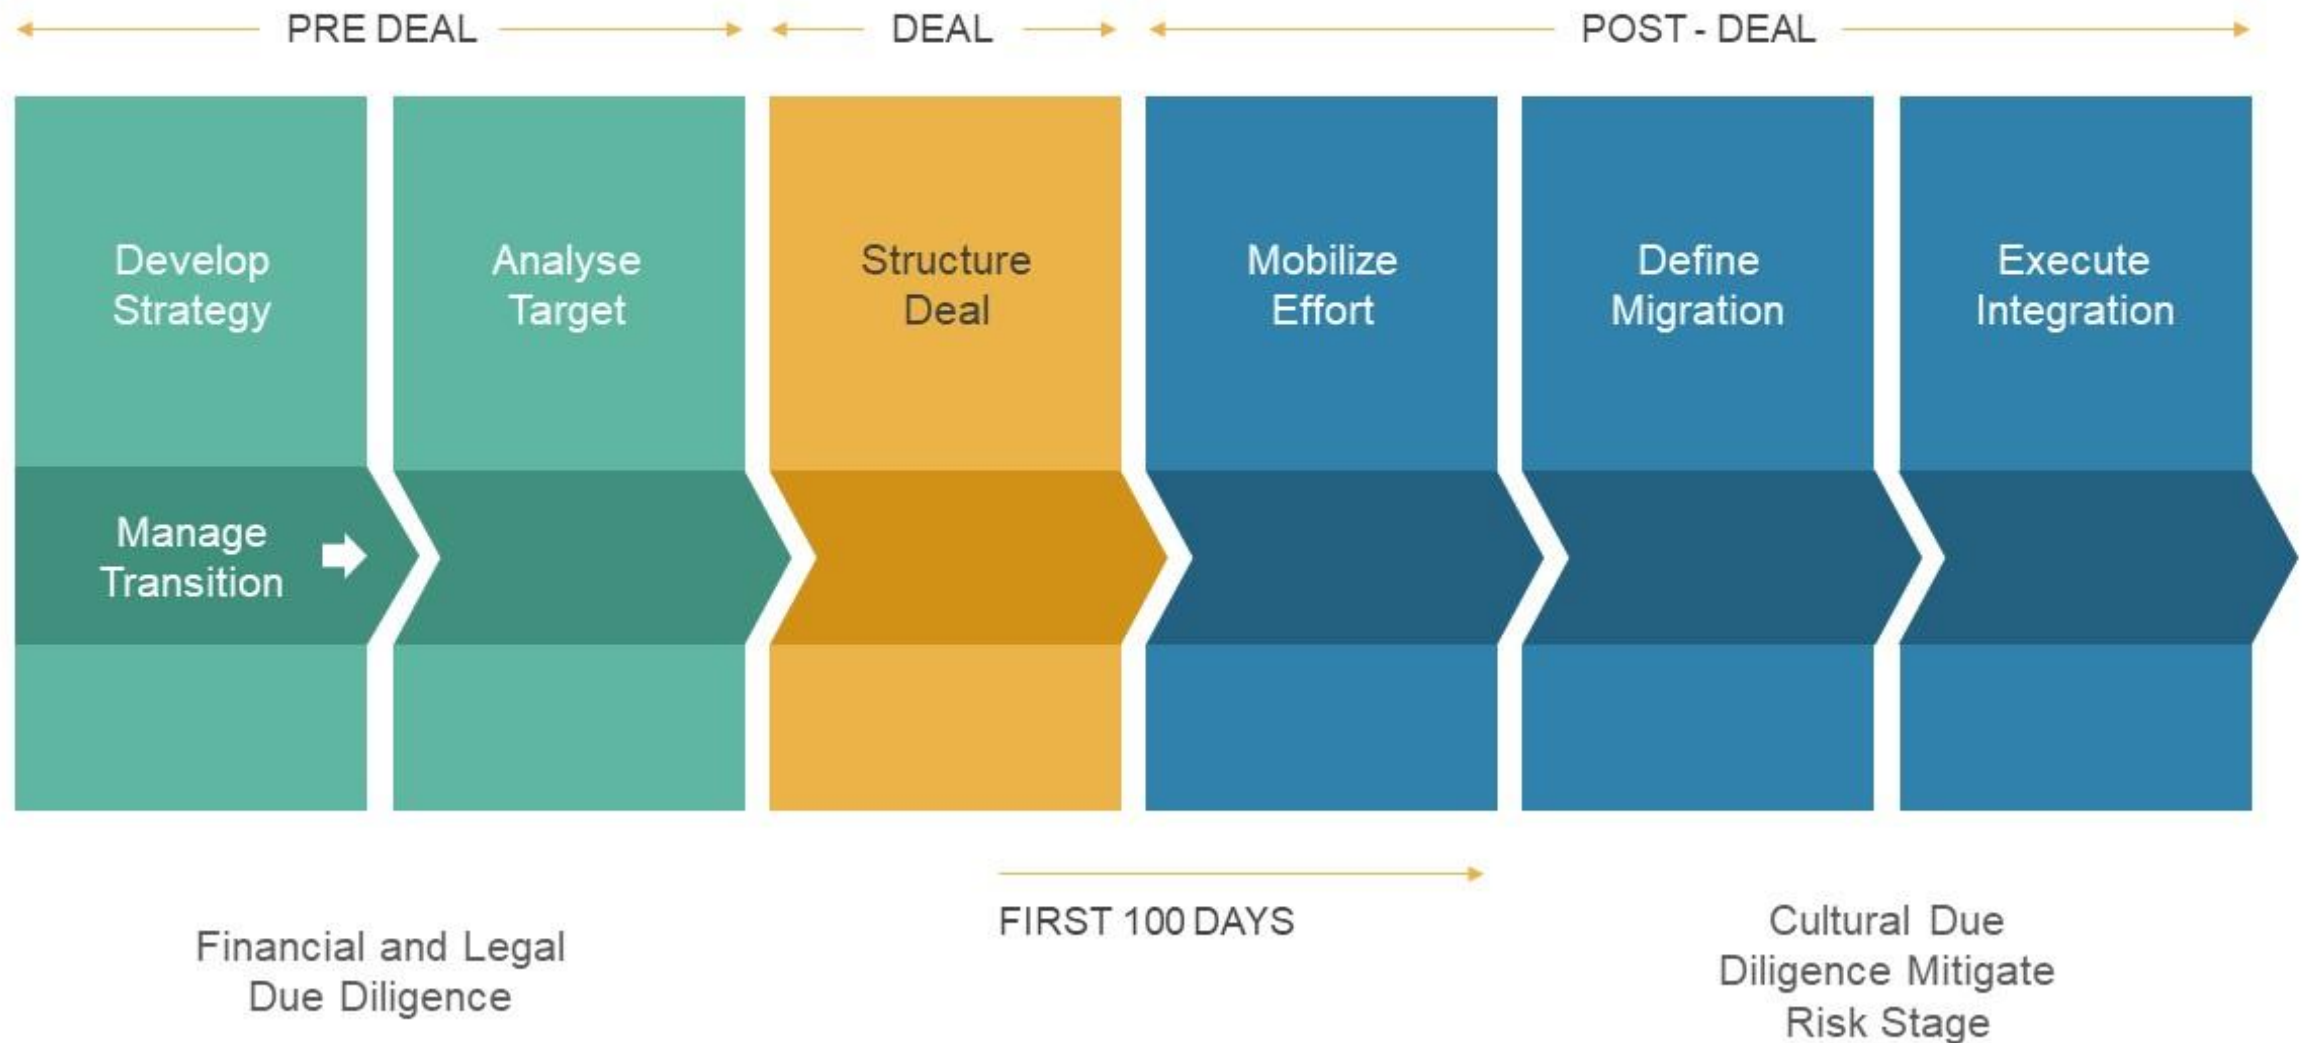 PRE DEAL
DEAL
POST - DEAL
Develop
Strategy
Analyse
Target
Structure
Deal
Mobilize
Effort
Define
Migration
Execute
Integration
Manage
Transition
FIRST 100 DAYS
Financial and Legal
Due Diligence
Cultural Due
Diligence Mitigate
Risk Stage